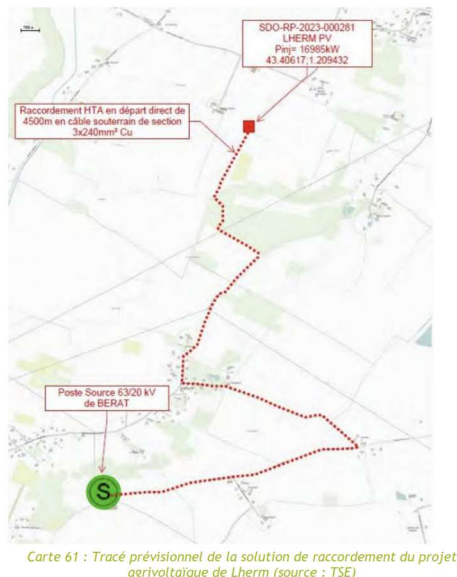 SDO-RP-2023-000281
LHERM PV
Pinj= 16985kW
43.40617;1.209432
Raccordement HTA en départ direct de
4500m en câble souterrain de section
3x240mm² Cu
Poste Source 63/20 kV
de BERAT
S
Carte 61 : Tracé prévisionnel de la solution de raccordement du projet
agrivoltaïque de Lherm (source : TSE)